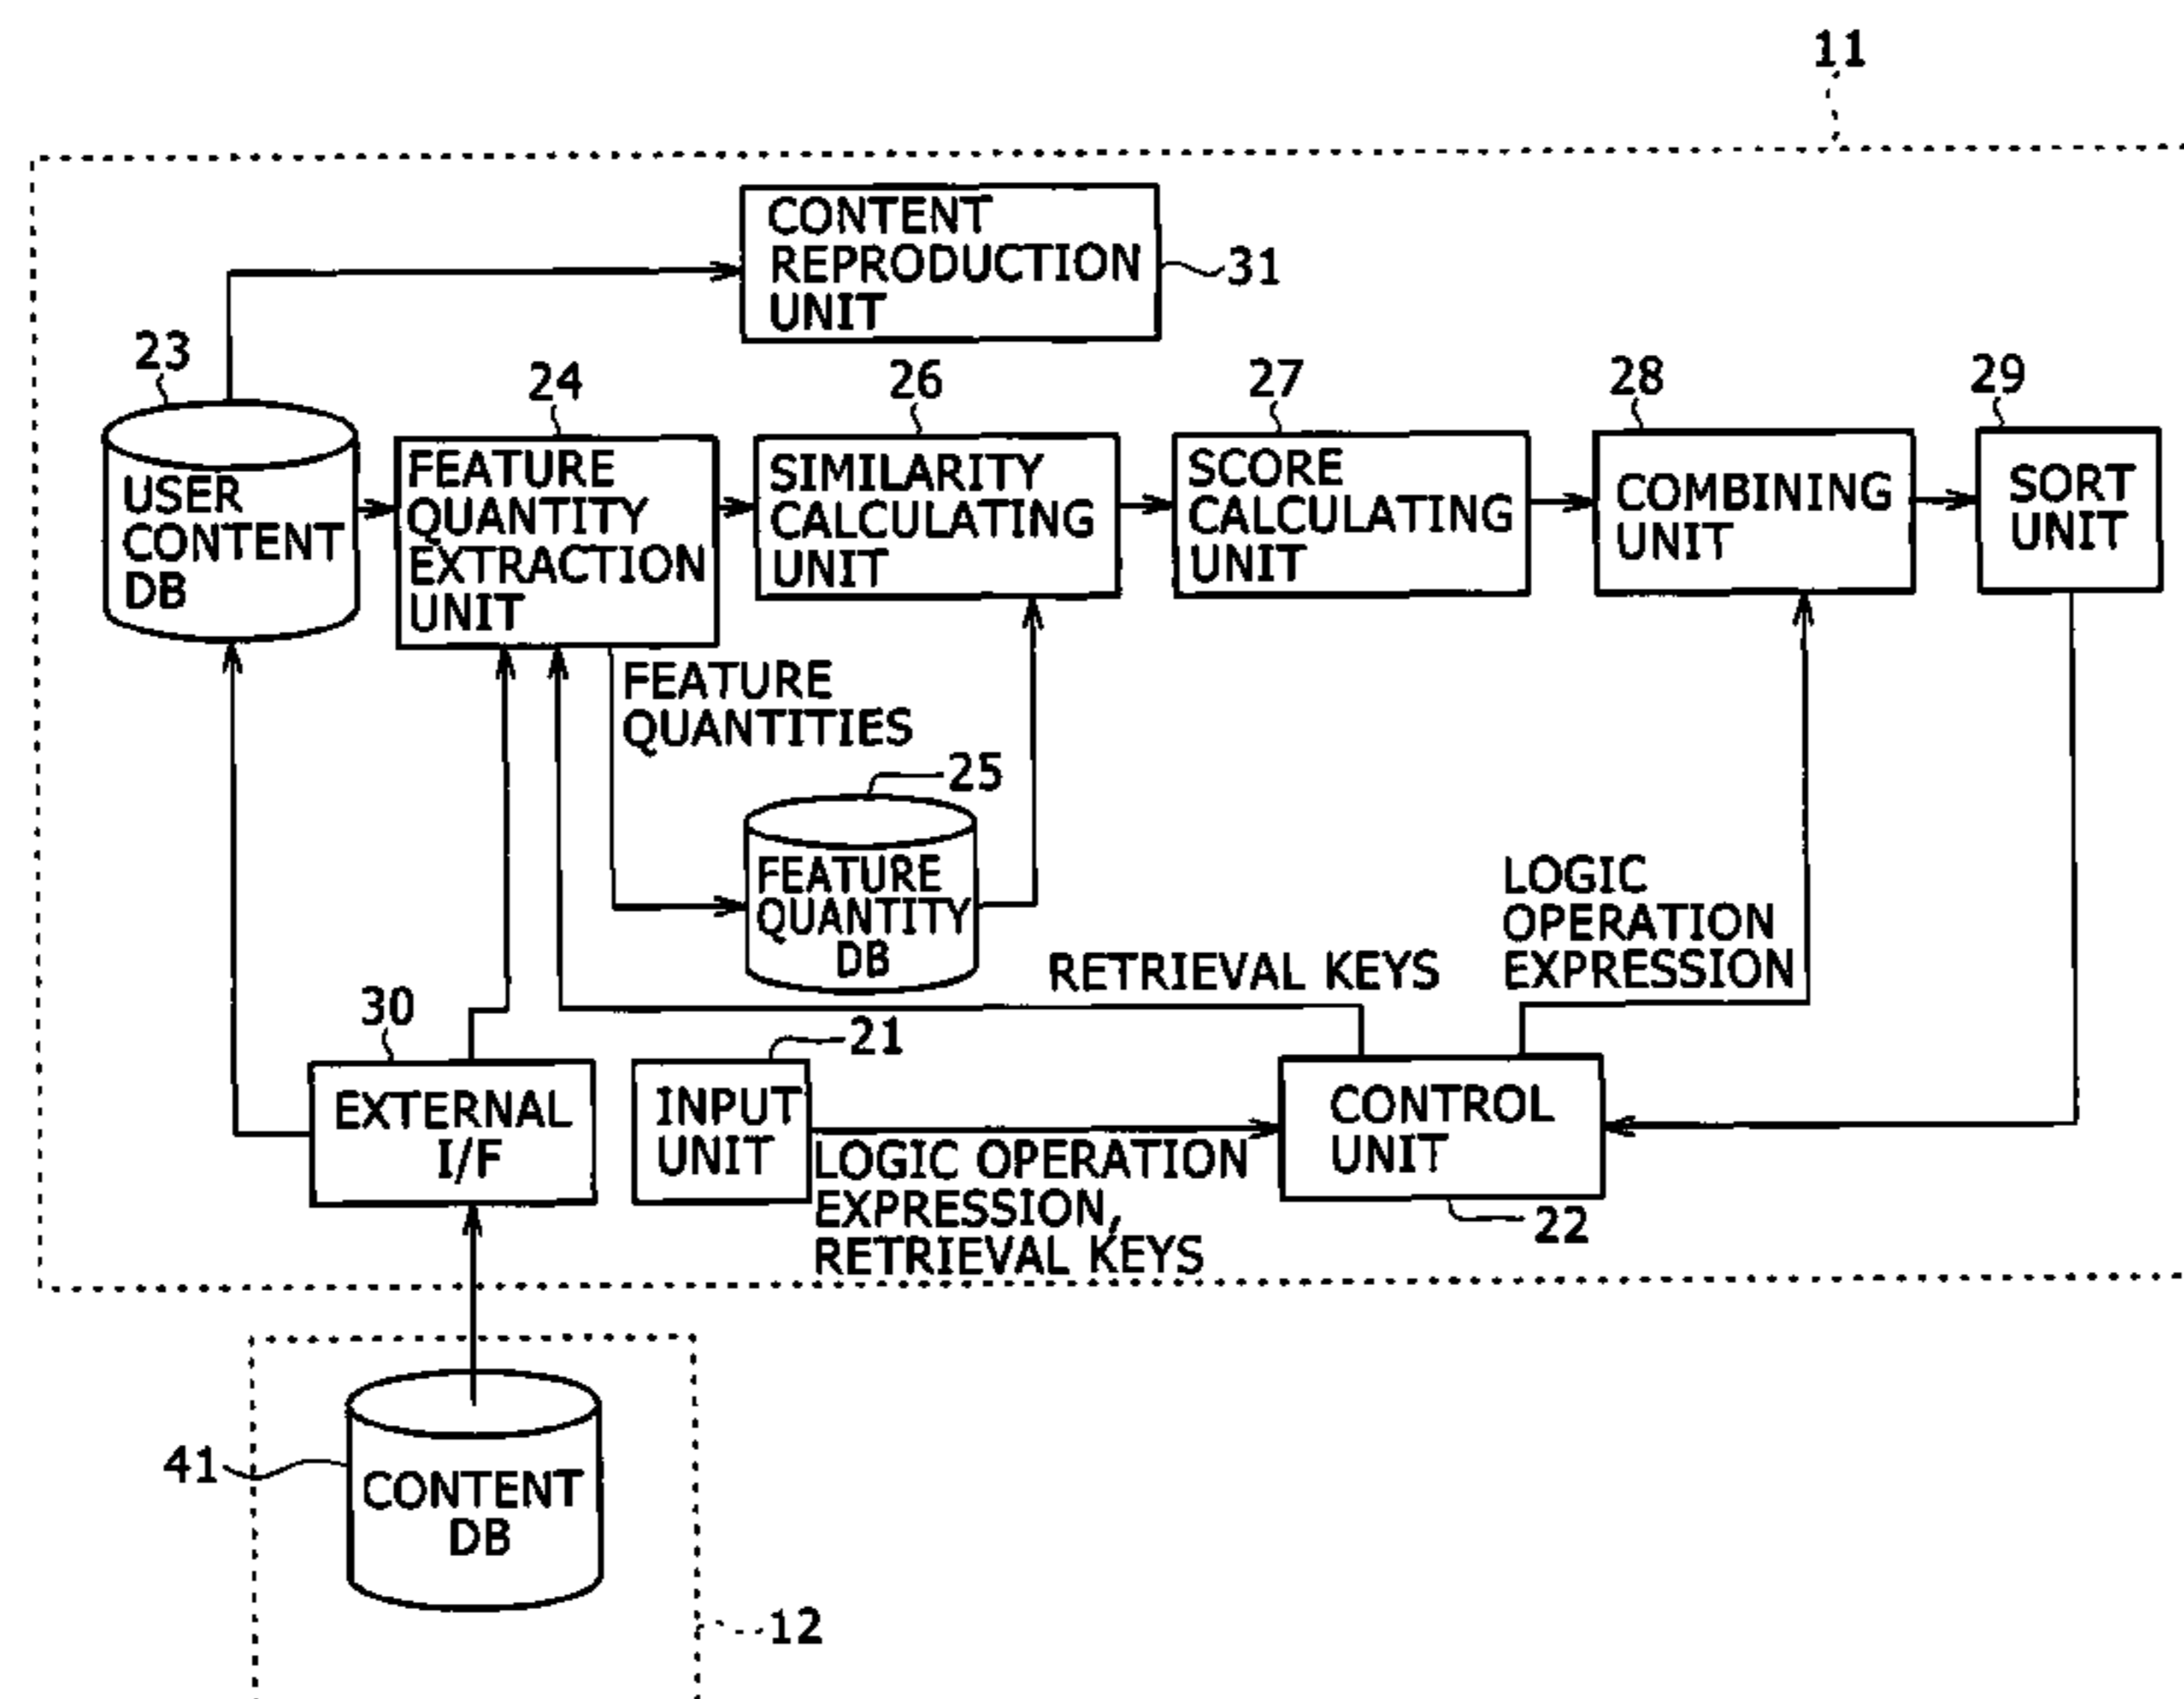 11
CONTENT
REPRODUCTION
UNIT
31
23
24
26
27
28
29
USER
CONTENT
DB
FEATURE
QUANTITY
EXTRACTION
UNIT
SIMILARITY
CALCULATING
UNIT
SCORE
CALCULATING
UNIT
COMBINING
UNIT
SORT
UNIT
FEATURE
QUANTITIES
25
FEATURE
QUANTITY
DB
LOGIC
OPERATION
EXPRESSION
RETRIEVAL KEYS
30
21
EXTERNAL
I/F
INPUT
UNIT
LOGIC OPERATION
EXPRESSION,
RETRIEVAL KEYS
CONTROL
UNIT
22
41
CONTENT
DB
12